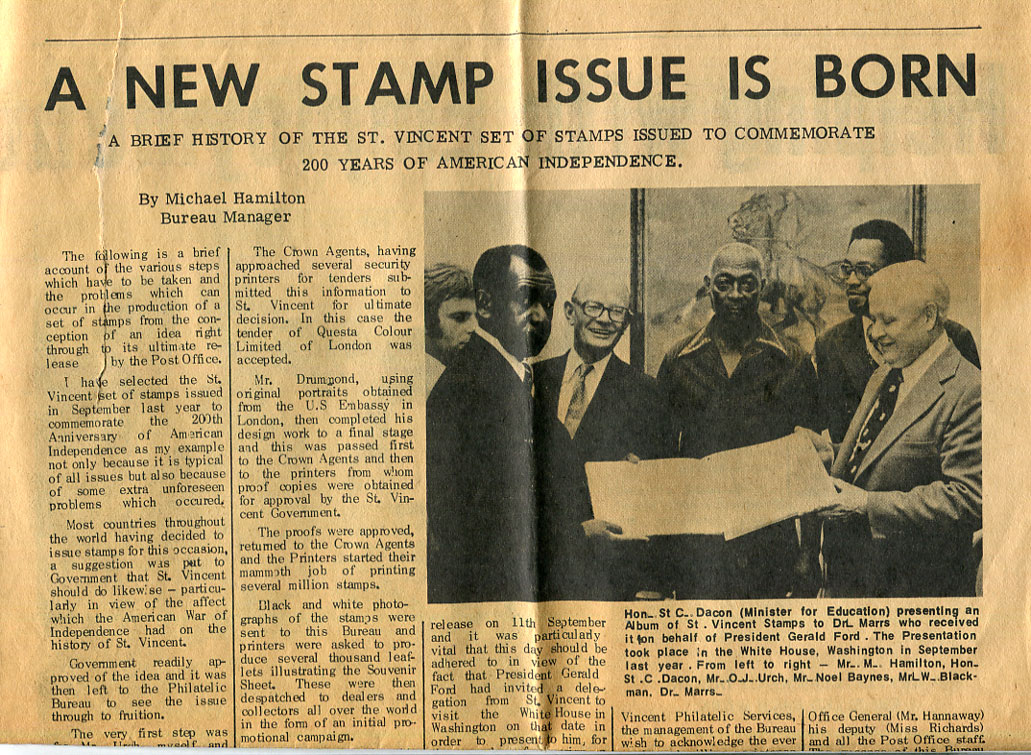 A NEW STAMP ISSUE IS BORN
A BRIEF HISTORY OF THE ST. VINCENT SET OF STAMPS ISSUED TO COMMEMORATE
200 YEARS OF AMERICAN INDEPENDENCE.
By Michael Hamilton
Bureau Manager
The following is a brief
account of the various steps
which have to be taken and
the problems which can
occur in the production of a
set of stamps from the con-
ception of an idea right
through to its ultimate re-
lease by the Post Office.
I have selected the St.
Vincent set of stamps issued
in September last year to
commemorate the 200th
Anniversary of American
Independence as my example
not only because it is typical
of all issues but also because
of some extra unforeseen
problems which occured.
Most countries throughout
the world having decided to
issue stamps for this occasion,
a suggestion was put to
Government that St. Vincent
should do likewise – particu-
larly in view of the affect
which the American War of
Independence had on the
history of St. Vincent.
Government readily ap-
proved of the idea and it was
then left to the Philatelic
Bureau to see the issue
through to fruition.
The very first step was
for Mr. Urch, myself and
The Crown Agents, having
approached several security
printers for tenders sub-
mitted this information to
St. Vincent for ultimate
decision. In this case the
tender of Questa Colour
Limited of London was
accepted.
Mr. Drummond, using
original portraits obtained
from the U.S Embassy in
London, then completed his
design work to a final stage
and this was passed first
to the Crown Agents and then
to the printers from whom
proof copies were obtained
for approval by the St. Vin-
cent Government.
The proofs were approved,
returned to the Crown Agents
and the Printers started their
mammoth job of printing
several million stamps.
Black and white photo-
graphs of the stamps were
sent to this Bureau and
printers were asked to pro-
duce several thousand leaf-
lets illustrating the Souvenir
Sheet. These were then
despatched to dealers and
collectors all over the world
in the form of an initial pro-
motional campaign.
release on 11th September
and it was particularly
vital that this day should be
adhered to in view of the
fact that President Gerald
Ford had invited a dele-
gation from St. Vincent to
visit the White House in
Washington on that date in
order to present to him, for
Hon. St C. Dacon (Minister for Education) presenting an
Album of St . Vincent Stamps to Dr. Marrs who received
it on behalf of President Gerald Ford . The Presentation
took place in the White House, Washington in September
last year . From left to right – Mr. M. Hamilton, Hon.
St .C .Dacon, Mr. O.J. Urch, Mr. Noel Baynes, Mr. W. Black-
man, Dr. Marrs.
Vincent Philatelic Services,
the management of the Bureau
wish to acknowledge the ever
Office General (Mr. Hannaway)
his deputy (Miss Richards)
and all the Post Office staff.